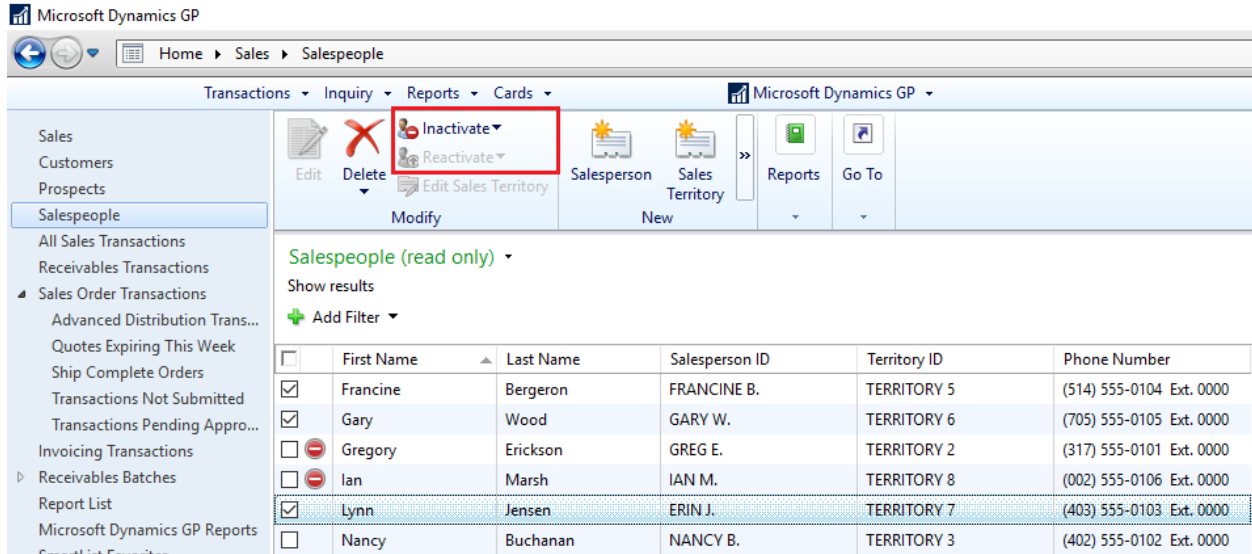 Microsoft Dynamics GP
Home Sales Salespeople
Transactions Inquiry Reports Cards Microsoft Dynamics GP
Sales
Customers
Prospects
Salespeople
All Sales Transactions
Receivables Transactions
Sales Order Transactions
Advanced Distribution Trans...
Quotes Expiring This Week
Ship Complete Orders
Transactions Not Submitted
Transactions Pending Appro...
Invoicing Transactions
Receivables Batches
Report List
Microsoft Dynamics GP Reports
Edit
Delete
Inactivate
Reactivate
Edit Sales Territory
Modify
Salesperson
Sales
Territory
New
»
Reports
Go To
Salespeople (read only)
Show results
Add Filter
First Name Last Name Salesperson ID Territory ID Phone Number
Francine Bergeron FRANCINE B. TERRITORY 5 (514) 555-0104 Ext. 0000
Gary Wood GARY W. TERRITORY 6 (705) 555-0105 Ext. 0000
Gregory Erickson GREG E. TERRITORY 2 (317) 555-0101 Ext. 0000
Ian Marsh IAN M. TERRITORY 8 (002) 555-0106 Ext. 0000
Lynn Jensen ERIN J. TERRITORY 7 (403) 555-0103 Ext. 0000
Nancy Buchanan NANCY B. TERRITORY 3 (402) 555-0102 Ext. 0000